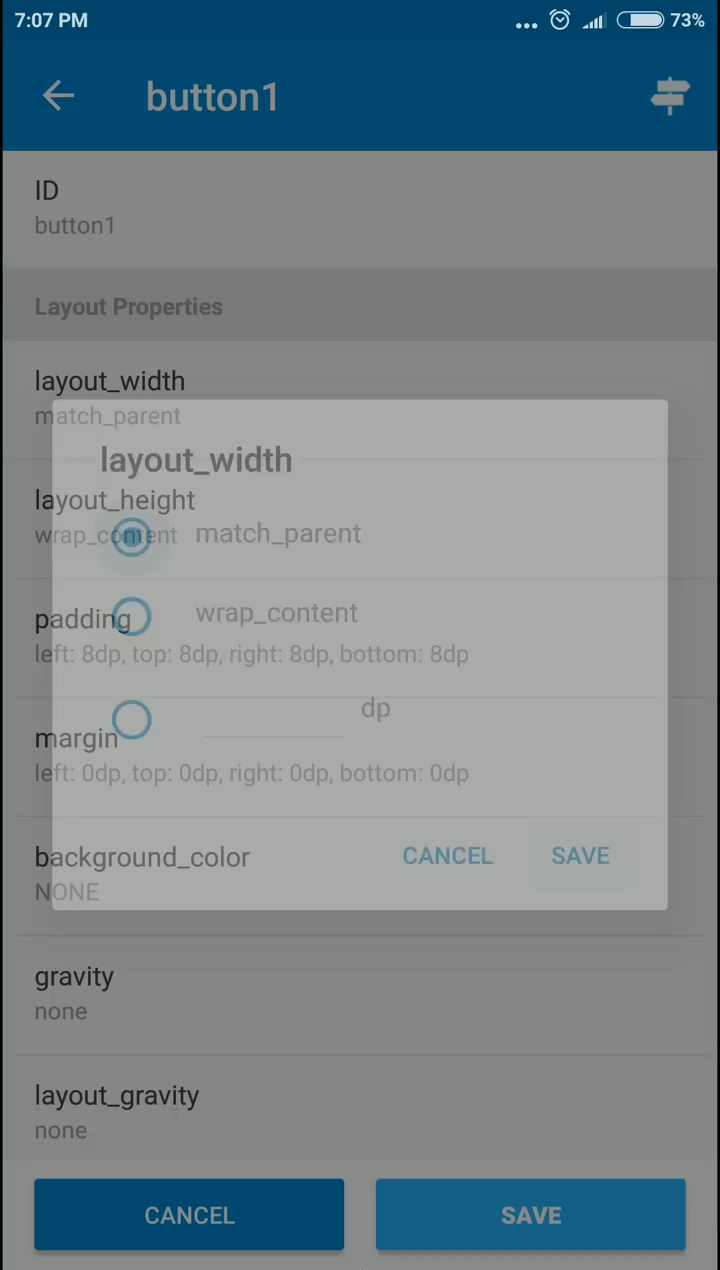 7:07 PM
73%
button1
ID
button1
Layout Properties
layout_width
match_parent
layout_width
layout_height
wrap_content
match_parent
wrap_content
padding
left: 8dp, top: 8dp, right: 8dp, bottom: 8dp
dp
margin
left: 0dp, top: 0dp, right: 0dp, bottom: 0dp
background_color
NONE
CANCEL
SAVE
gravity
none
layout_gravity
none
CANCEL
SAVE